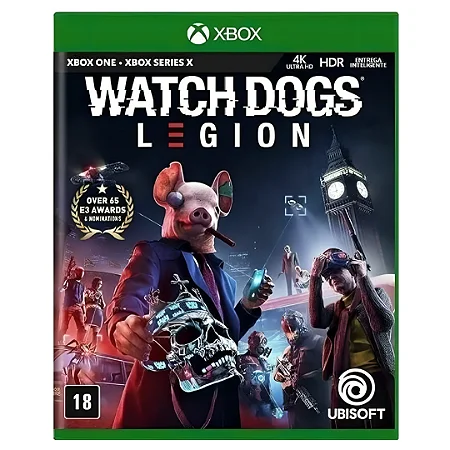 XBOX
XBOX ONE • XBOX SERIES X
4K
ULTRA HD
HDR
ENTREGA
INTELIGENTE
WATCH DOGS
LEGION
OVER 65
E3 AWARDS
& NOMINATIONS
18
UBISOFT